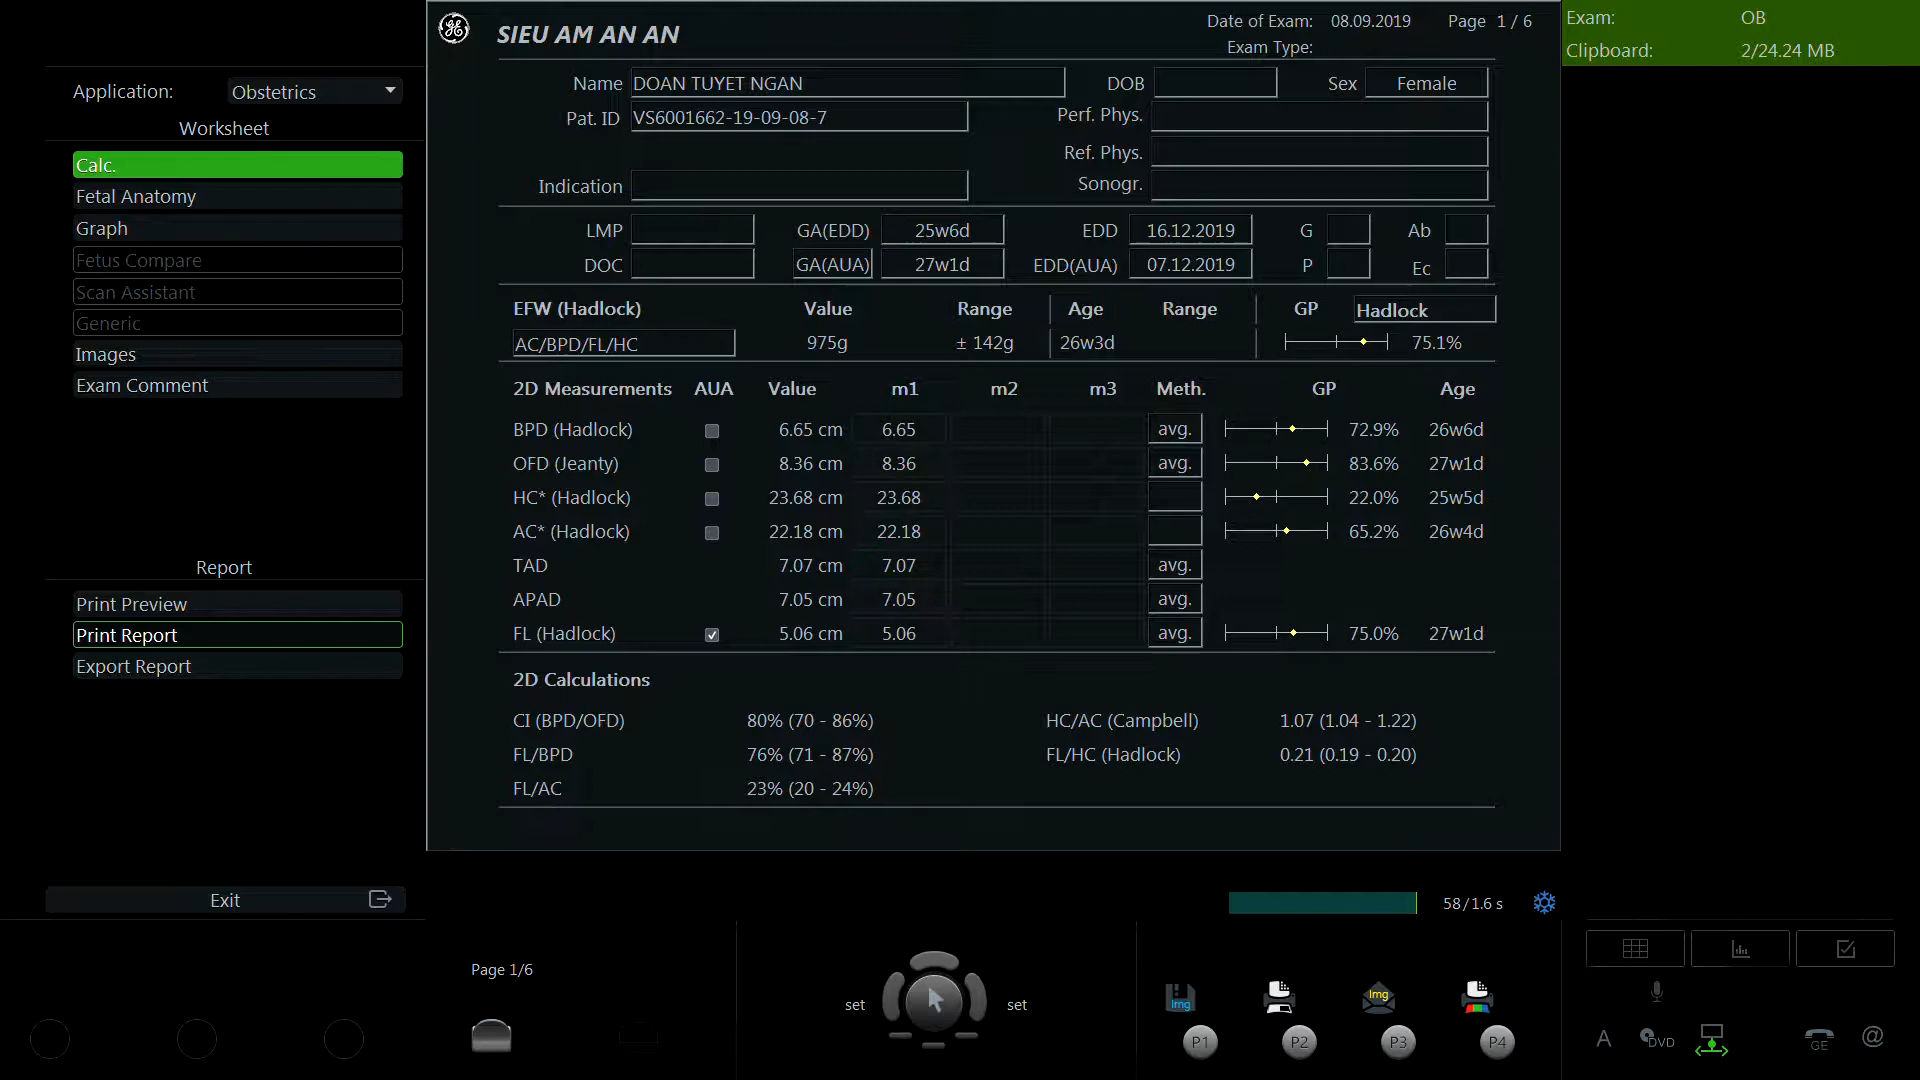 SIEU AM AN AN
Date of Exam: 08.09.2019 Page 1 / 6
Exam Type:
Exam: OB
Clipboard: 2/24.24 MB
Application: Obstetrics
Worksheet
Calc.
Fetal Anatomy
Graph
Fetus Compare
Scan Assistant
Generic
Images
Exam Comment
Report
Print Preview
Print Report
Export Report
Exit
Name DOAN TUYET NGAN DOB Sex Female
Pat. ID VS6001662-19-09-08-7 Perf. Phys.
Ref. Phys.
Indication Sonogr.
LMP GA(EDD) 25w6d EDD 16.12.2019 G Ab
DOC GA(AUA) 27w1d EDD(AUA) 07.12.2019 P Ec
EFW (Hadlock) Value Range Age Range GP Hadlock
AC/BPD/FL/HC 975g ± 142g 26w3d 75.1%
2D Measurements AUA Value m1 m2 m3 Meth. GP Age
BPD (Hadlock) 6.65 cm 6.65 avg. 72.9% 26w6d
OFD (Jeanty) 8.36 cm 8.36 avg. 83.6% 27w1d
HC* (Hadlock) 23.68 cm 23.68 22.0% 25w5d
AC* (Hadlock) 22.18 cm 22.18 65.2% 26w4d
TAD 7.07 cm 7.07 avg.
APAD 7.05 cm 7.05 avg.
FL (Hadlock) 5.06 cm 5.06 avg. 75.0% 27w1d
2D Calculations
CI (BPD/OFD) 80% (70 - 86%) HC/AC (Campbell) 1.07 (1.04 - 1.22)
FL/BPD 76% (71 - 87%) FL/HC (Hadlock) 0.21 (0.19 - 0.20)
FL/AC 23% (20 - 24%)
58/1.6 s
Page 1/6
set set
Img Img
P1 P2 P3 P4
A DVD GE @